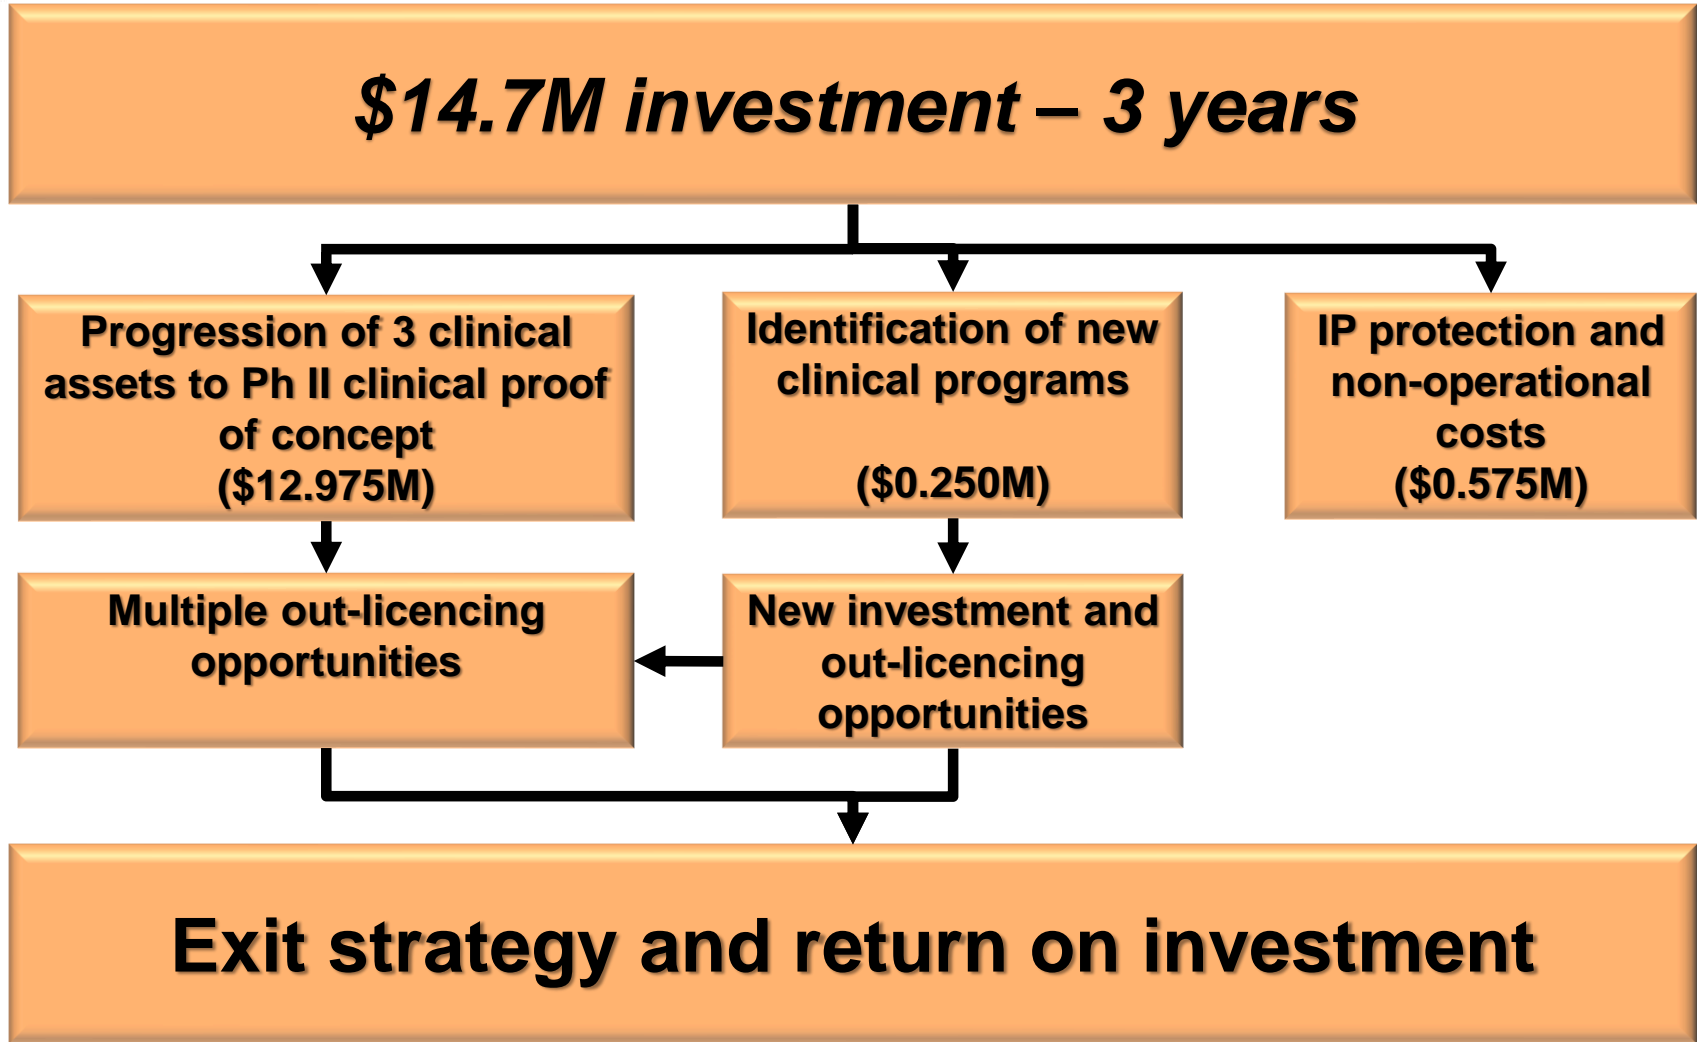 $14.7M investment – 3 years
Progression of 3 clinical
assets to Ph II clinical proof
of concept
($12.975M)
Identification of new
clinical programs
($0.250M)
IP protection and
non-operational
costs
($0.575M)
Multiple out-licencing
opportunities
New investment and
out-licencing
opportunities
Exit strategy and return on investment